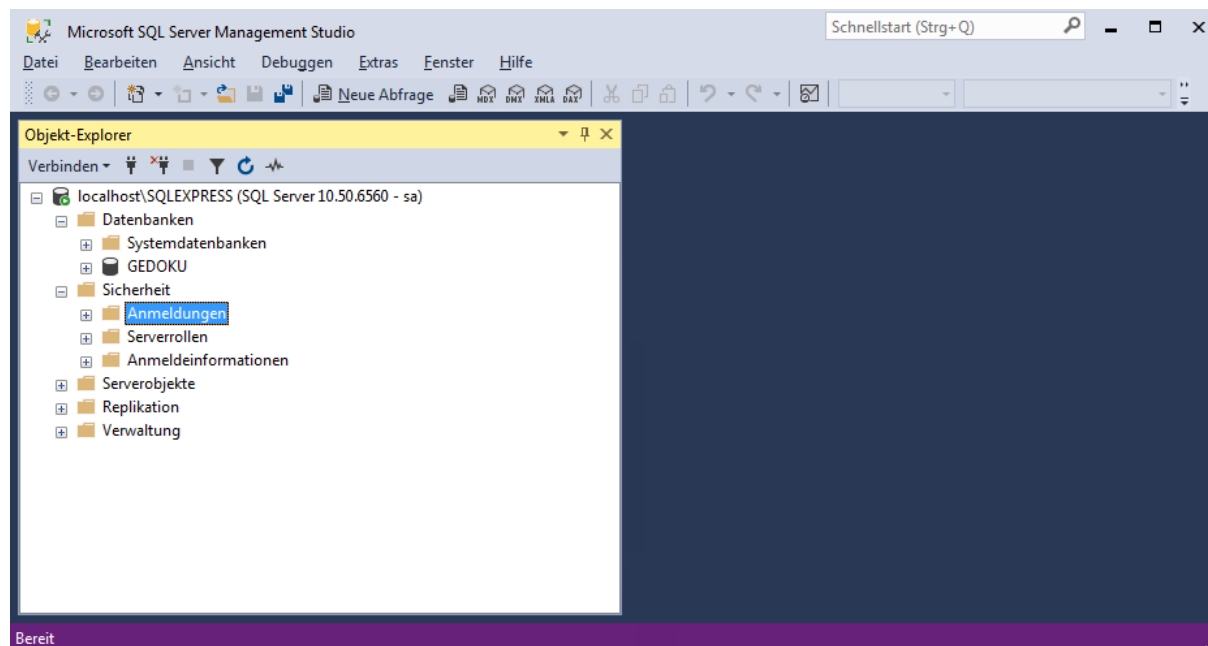 Microsoft SQL Server Management Studio
Schnellstart (Strg+Q)
Datei Bearbeiten Ansicht Debuggen Extras Fenster Hilfe
Neue Abfrage MDX DMX XMLA DAX
Objekt-Explorer
Verbinden
localhost\SQLEXPRESS (SQL Server 10.50.6560 - sa)
Datenbanken
Systemdatenbanken
GEDOKU
Sicherheit
Anmeldungen
Serverrollen
Anmeldeinformationen
Serverobjekte
Replikation
Verwaltung
Bereit